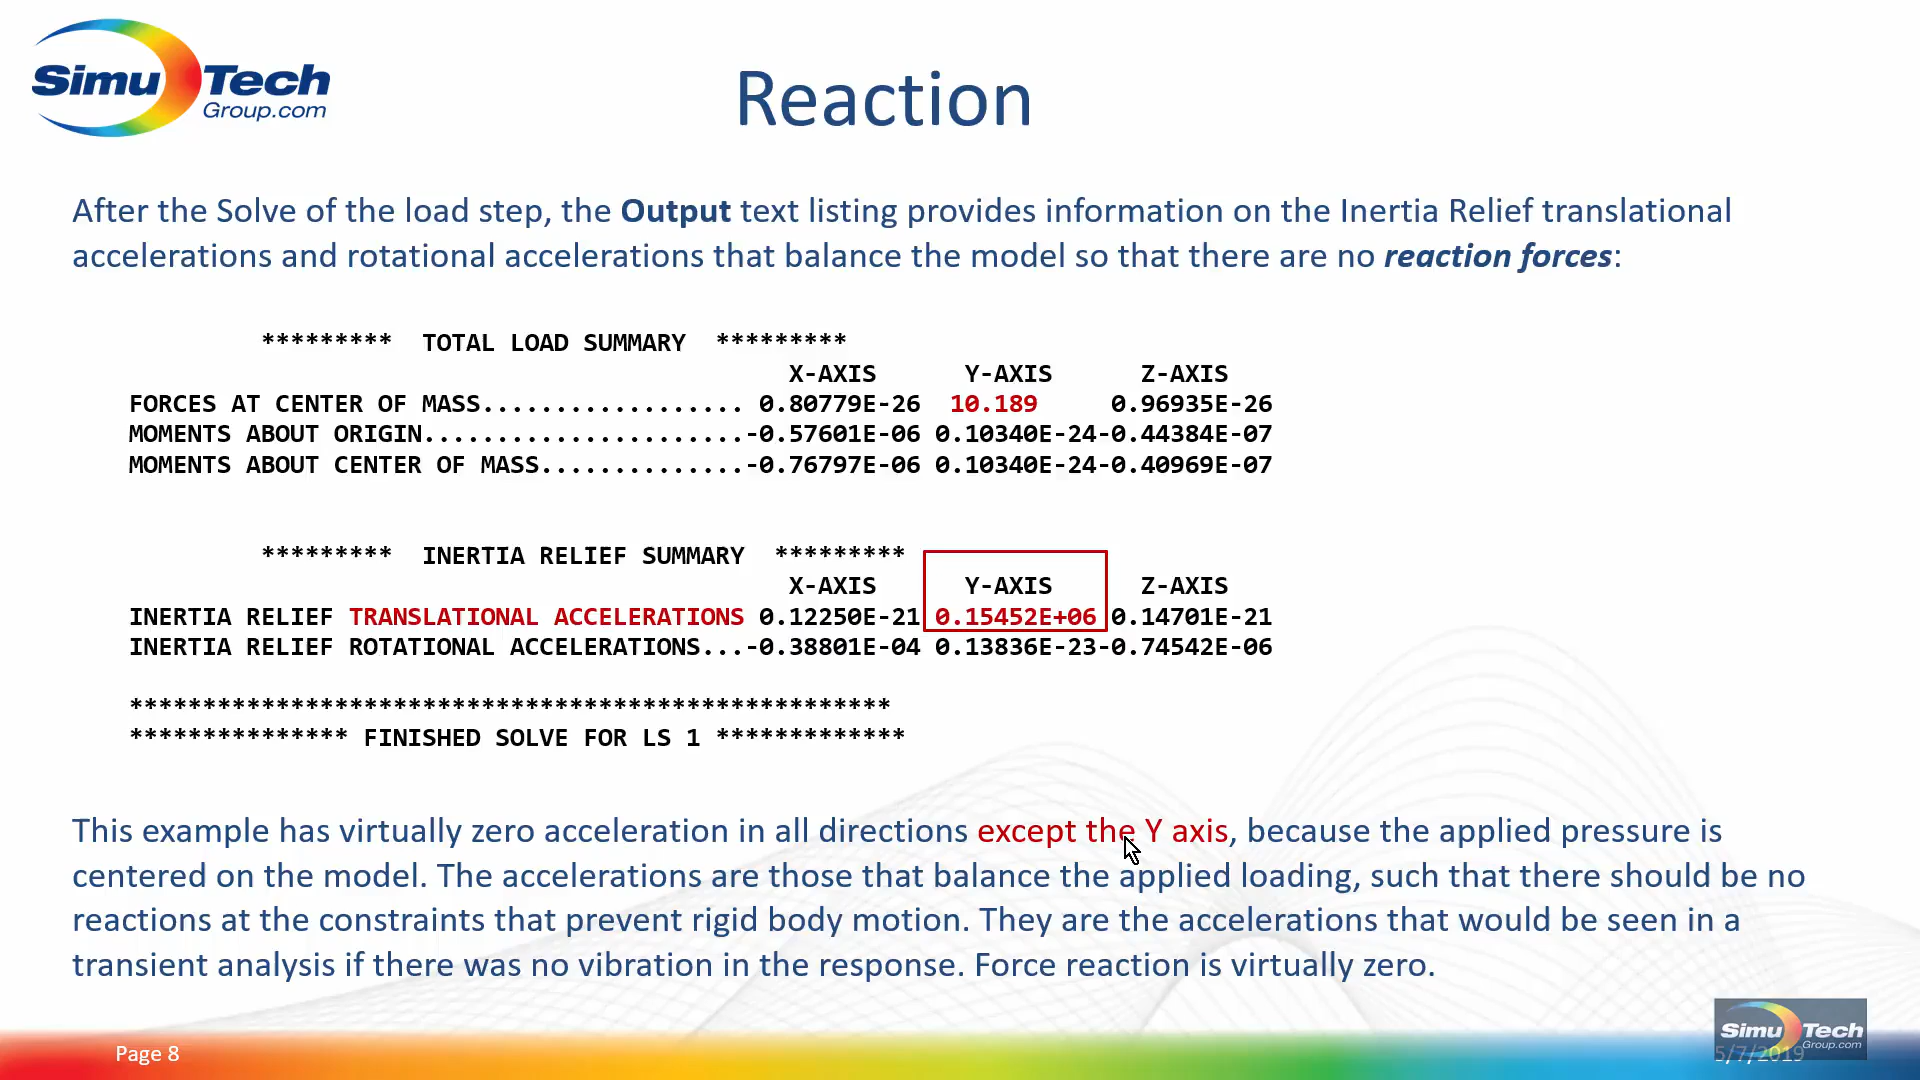 Simu Tech
Group.com
Reaction
After the Solve of the load step, the Output text listing provides information on the Inertia Relief translational
accelerations and rotational accelerations that balance the model so that there are no reaction forces:
********* TOTAL LOAD SUMMARY *********
X-AXIS Y-AXIS Z-AXIS
FORCES AT CENTER OF MASS.................. 0.80779E-26 10.189 0.96935E-26
MOMENTS ABOUT ORIGIN......................-0.57601E-06 0.10340E-24-0.44384E-07
MOMENTS ABOUT CENTER OF MASS..............-0.76797E-06 0.10340E-24-0.40969E-07
********* INERTIA RELIEF SUMMARY *********
X-AXIS Y-AXIS Z-AXIS
INERTIA RELIEF TRANSLATIONAL ACCELERATIONS 0.12250E-21 0.15452E+06 0.14701E-21
INERTIA RELIEF ROTATIONAL ACCELERATIONS...-0.38801E-04 0.13836E-23-0.74542E-06
****************************************************
*************** FINISHED SOLVE FOR LS 1 *************
This example has virtually zero acceleration in all directions except the Y axis, because the applied pressure is
centered on the model. The accelerations are those that balance the applied loading, such that there should be no
reactions at the constraints that prevent rigid body motion. They are the accelerations that would be seen in a
transient analysis if there was no vibration in the response. Force reaction is virtually zero.
Simu Tech
Group.com
Page 8
5/7/2019